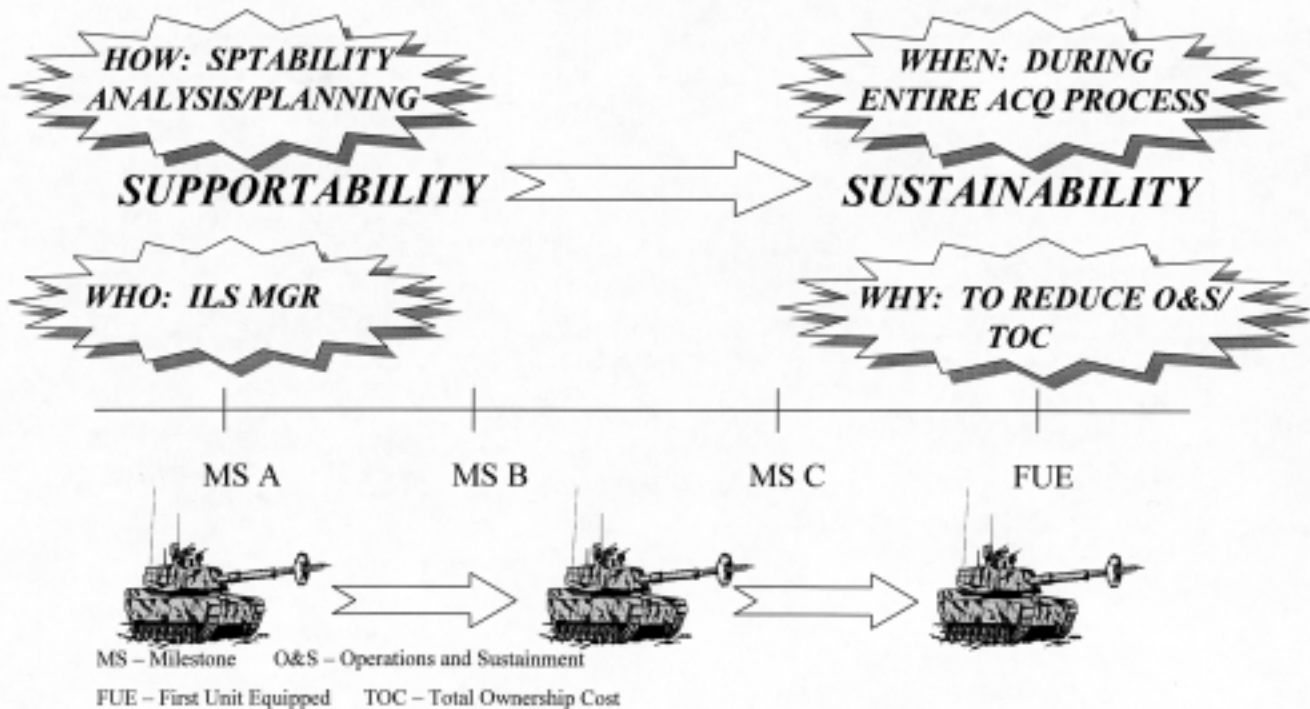 HOW: SPTABILITY
ANALYSIS/PLANNING
WHEN: DURING
ENTIRE ACQ PROCESS
SUPPORTABILITY
SUSTAINABILITY
WHO: ILS MGR
WHY: TO REDUCE O&S/
TOC
MS A
MS B
MS C
FUE
MS – Milestone O&S – Operations and Sustainment
FUE – First Unit Equipped TOC – Total Ownership Cost